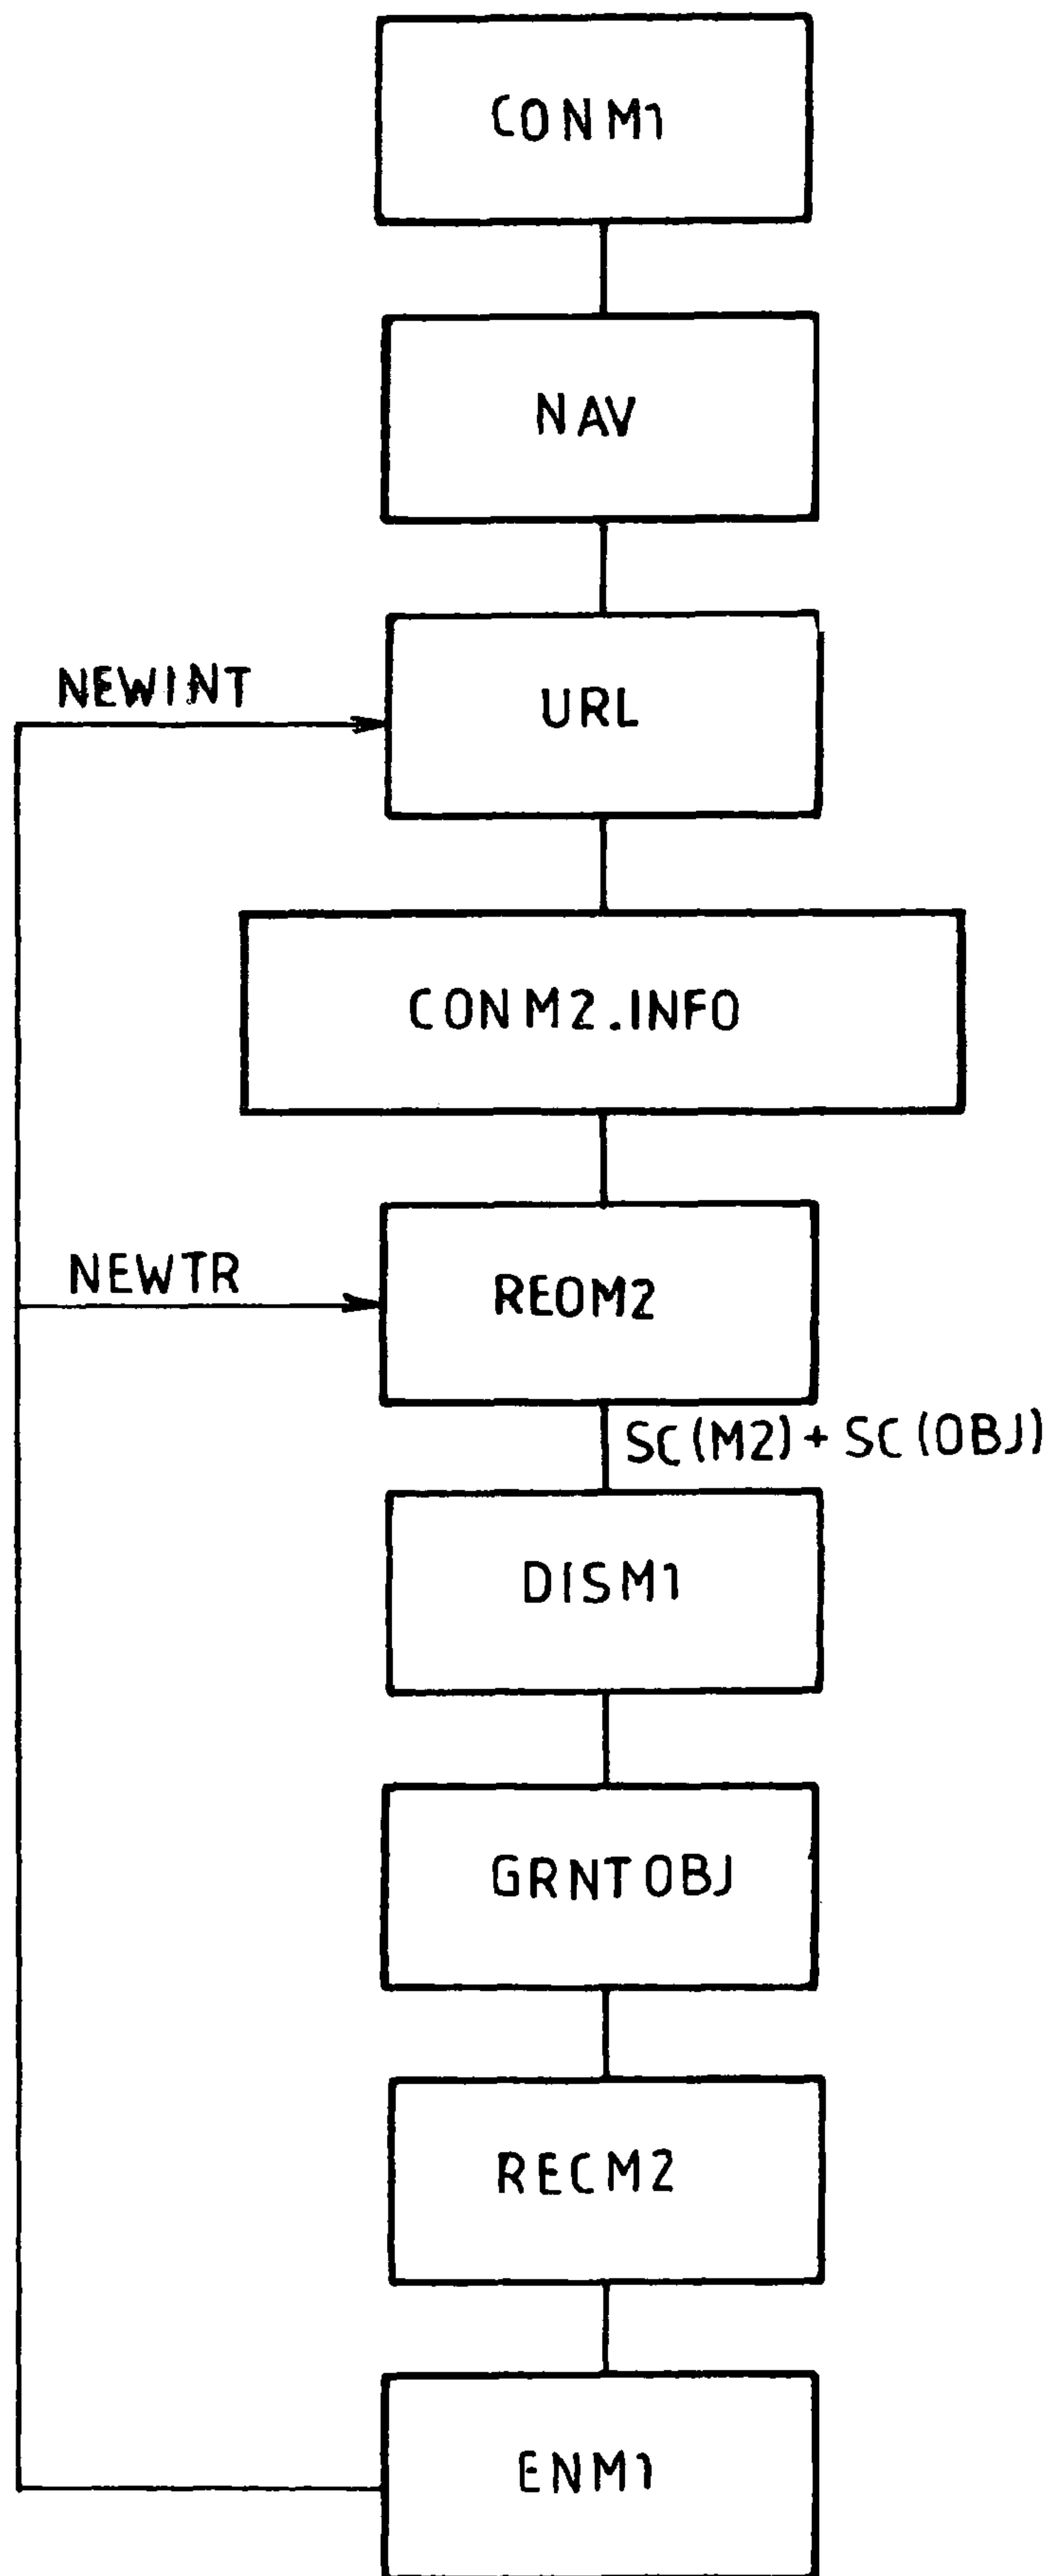 CONM1
NAV
NEWINT
URL
CONM2.INFO
NEWTR
REOM2
SC(M2)+ SC(OBJ)
DISM1
GRNTOBJ
RECM2
ENM1